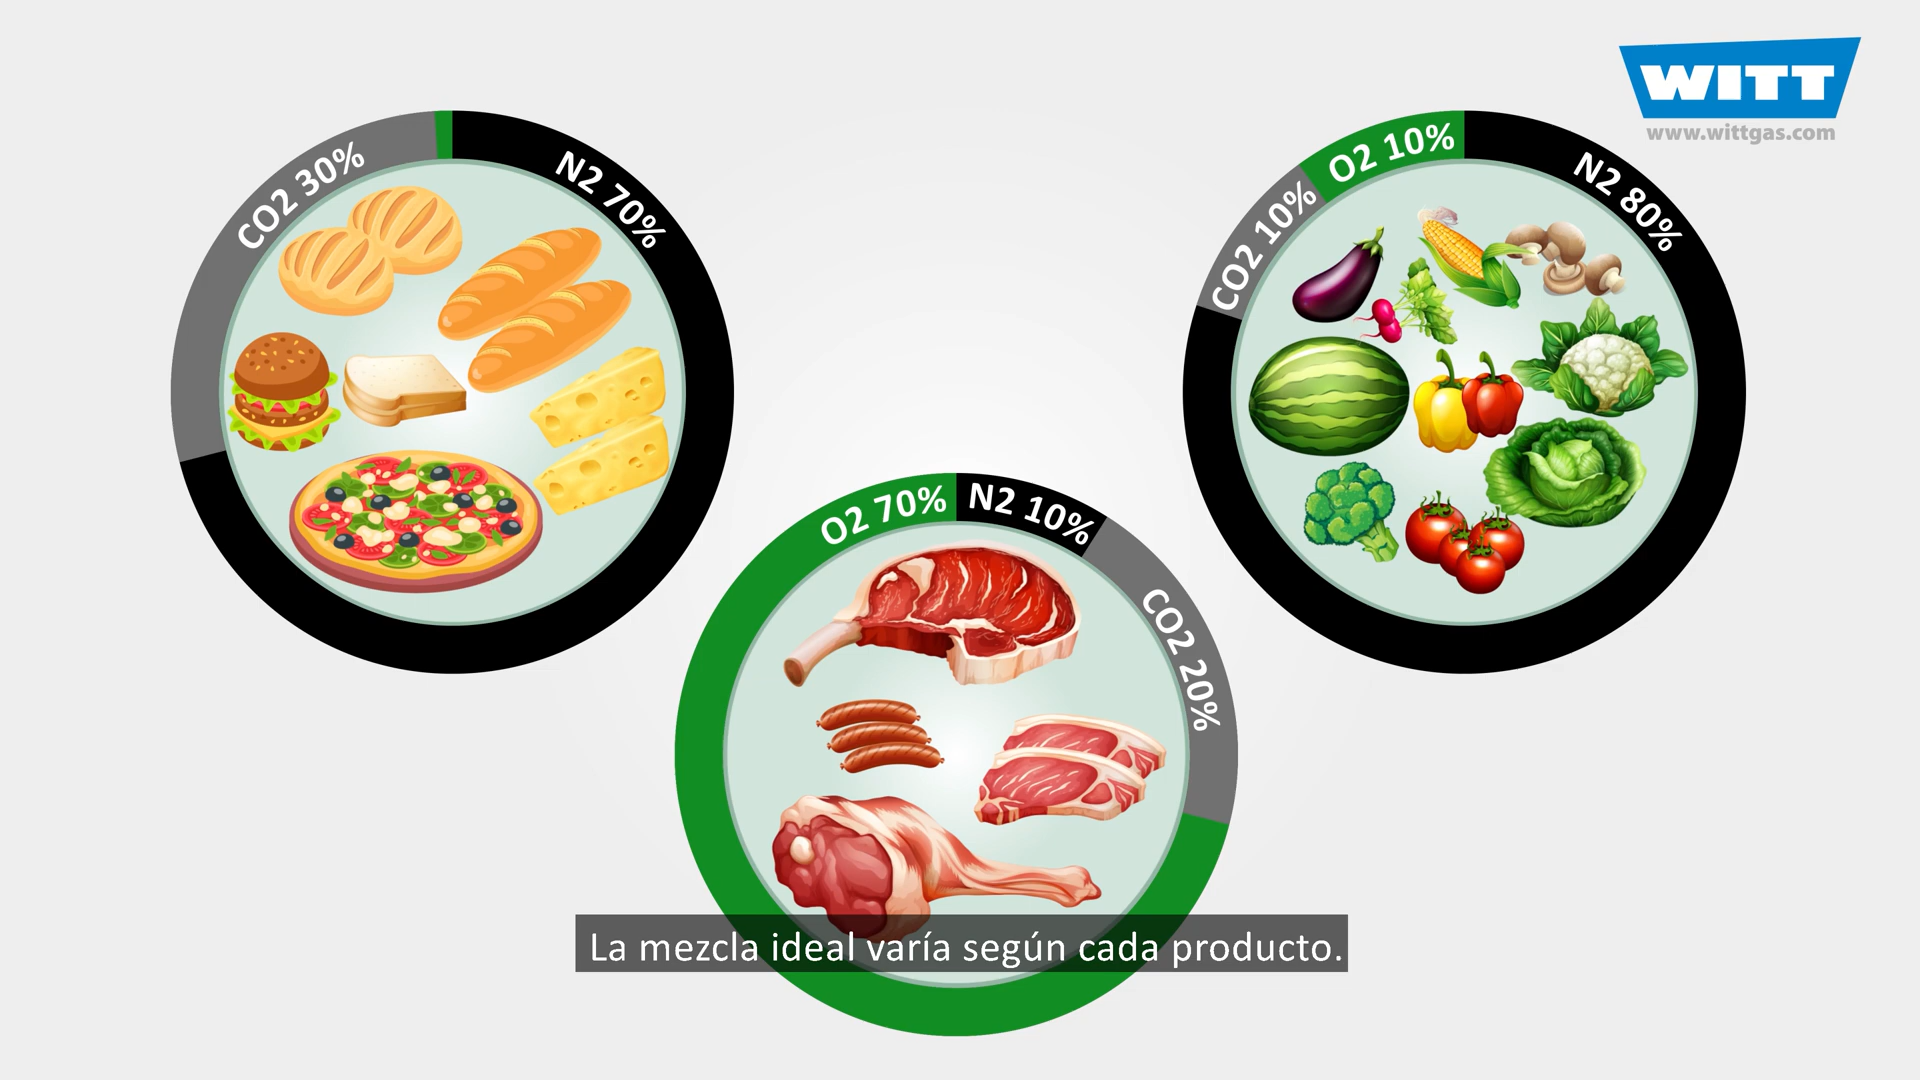 WITT
www.wittgas.com
CO2 30%
N2 70%
CO2 10%
O2 10%
N2 80%
O2 70%
N2 10%
CO2 20%
La mezcla ideal varía según cada producto.